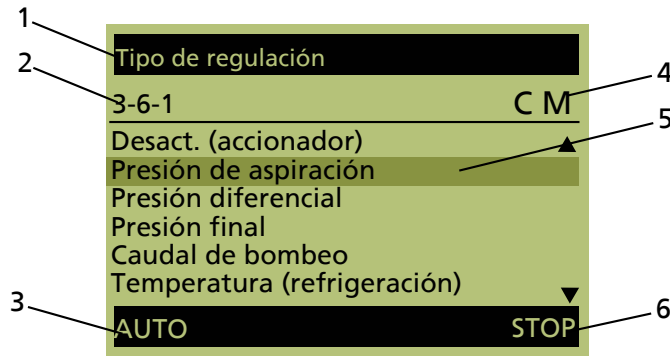 1
Tipo de regulación
2
3-6-1 C M 4
5
Desact. (accionador)
Presión de aspiración
Presión diferencial
Presión final
Caudal de bombeo
Temperatura (refrigeración)
3
AUTO STOP 6